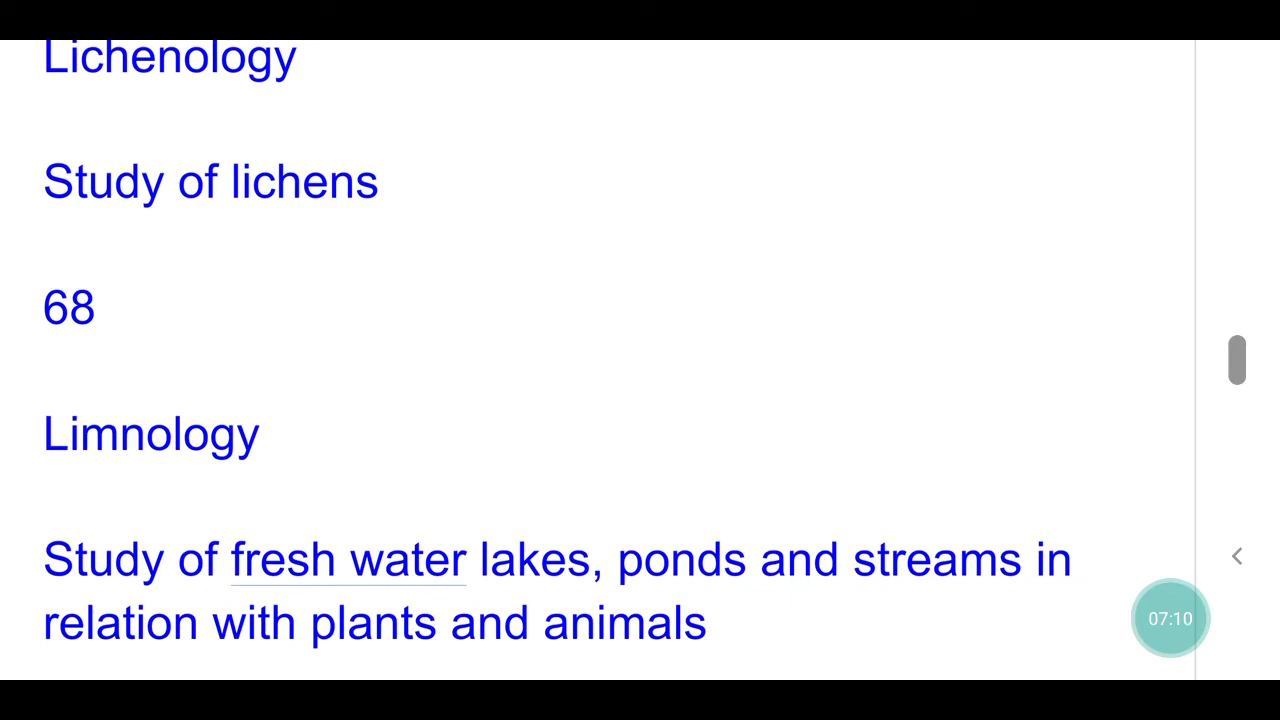 Lichenology
Study of lichens
68
Limnology
Study of fresh water lakes, ponds and streams in
relation with plants and animals
07:10